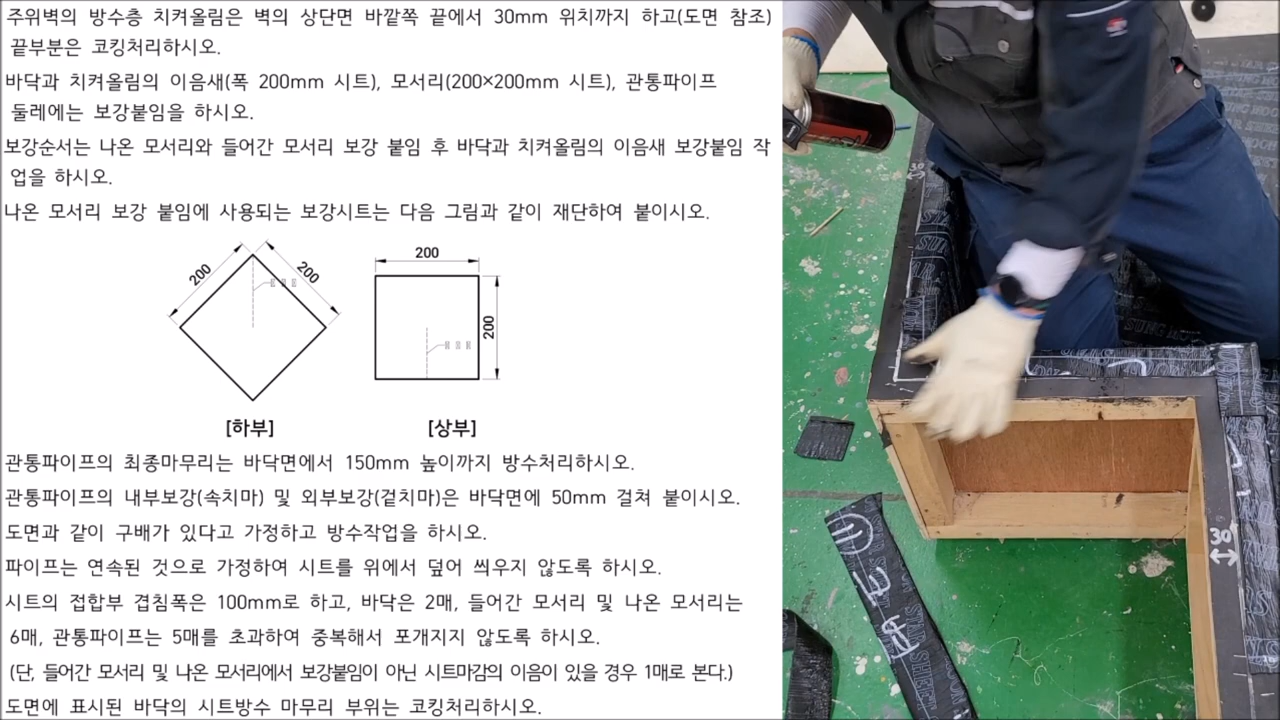 주위벽의 방수층 치켜올림은 벽의 상단면 바깥쪽 끝에서 30mm 위치까지 하고(도면 참조)
끝부분은 코킹처리하시오.
바닥과 치켜올림의 이음새(폭 200mm 시트), 모서리(200×200mm 시트), 관통파이프
둘레에는 보강붙임을 하시오.
보강순서는 나온 모서리와 들어간 모서리 보강 붙임 후 바닥과 치켜올림의 이음새 보강붙임 작
업을 하시오.
나온 모서리 보강 붙임에 사용되는 보강시트는 다음 그림과 같이 재단하여 붙이시오.
200 200
200
200
[하부] [상부]
관통파이프의 최종마무리는 바닥면에서 150mm 높이까지 방수처리하시오.
관통파이프의 내부보강(속치마) 및 외부보강(겉치마)은 바닥면에 50mm 걸쳐 붙이시오.
도면과 같이 구배가 있다고 가정하고 방수작업을 하시오.
파이프는 연속된 것으로 가정하여 시트를 위에서 덮어 씌우지 않도록 하시오.
시트의 접합부 겹침폭은 100mm로 하고, 바닥은 2매, 들어간 모서리 및 나온 모서리는
6매, 관통파이프는 5매를 초과하여 중복해서 포개지지 않도록 하시오.
(단, 들어간 모서리 및 나온 모서리에서 보강붙임이 아닌 시트마감의 이음이 있을 경우 1매로 본다.)
도면에 표시된 바닥의 시트방수 마무리 부위는 코킹처리하시오.
30
30
STAR SHEET